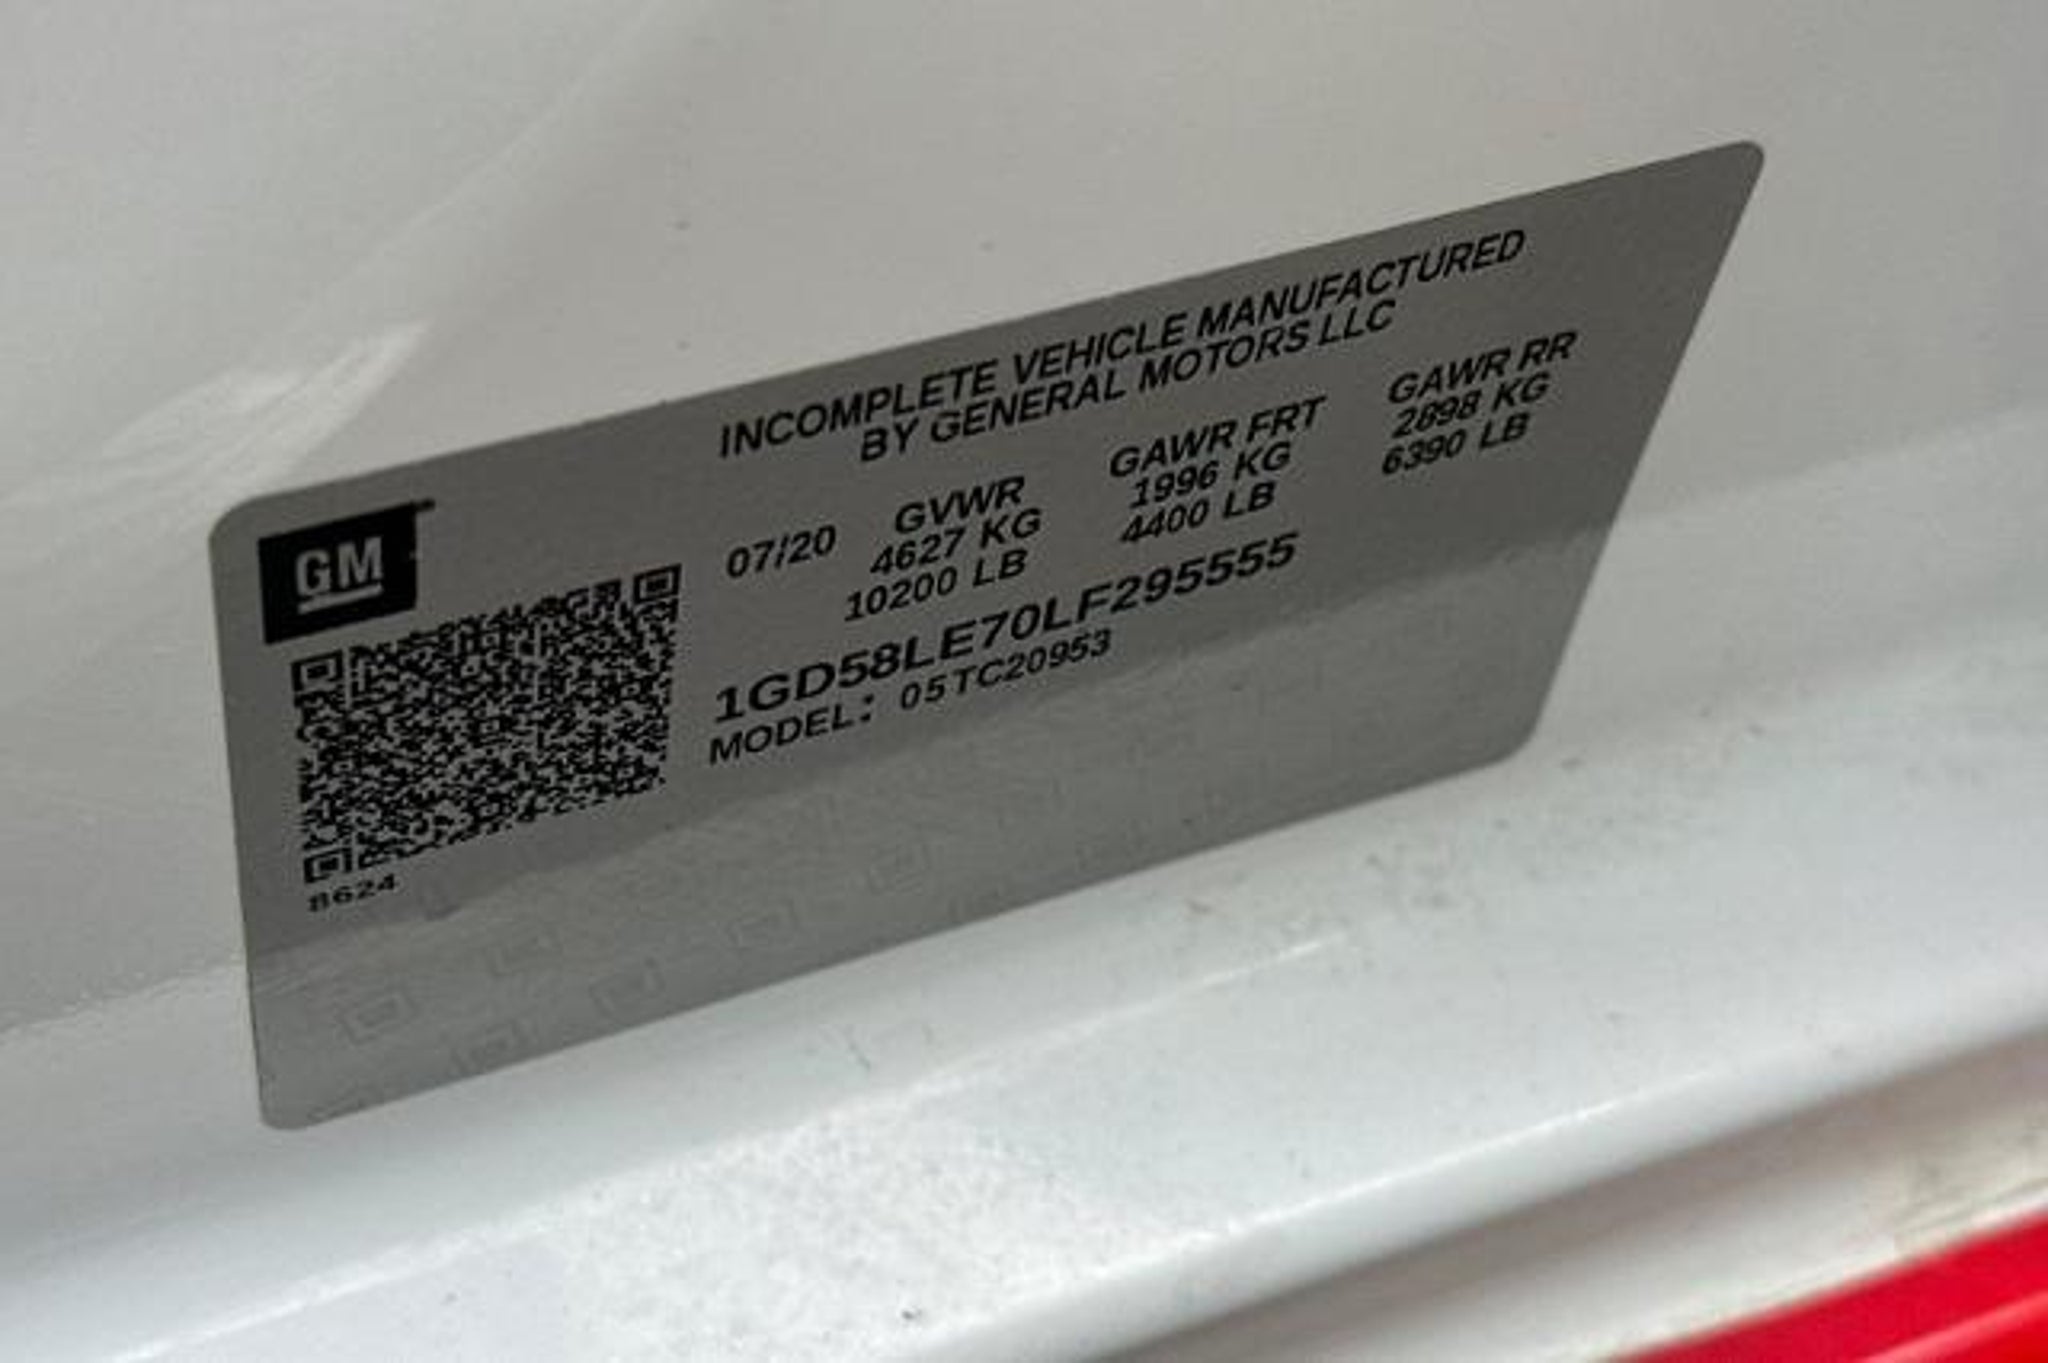 GM
INCOMPLETE VEHICLE MANUFACTURED
BY GENERAL MOTORS LLC
07/20
GVWR
4627 KG
10200 LB
GAWR FRT
1996 KG
4400 LB
GAWR RR
2898 KG
6390 LB
1GD58LE70LF295555
MODEL: 05TC20953
8624